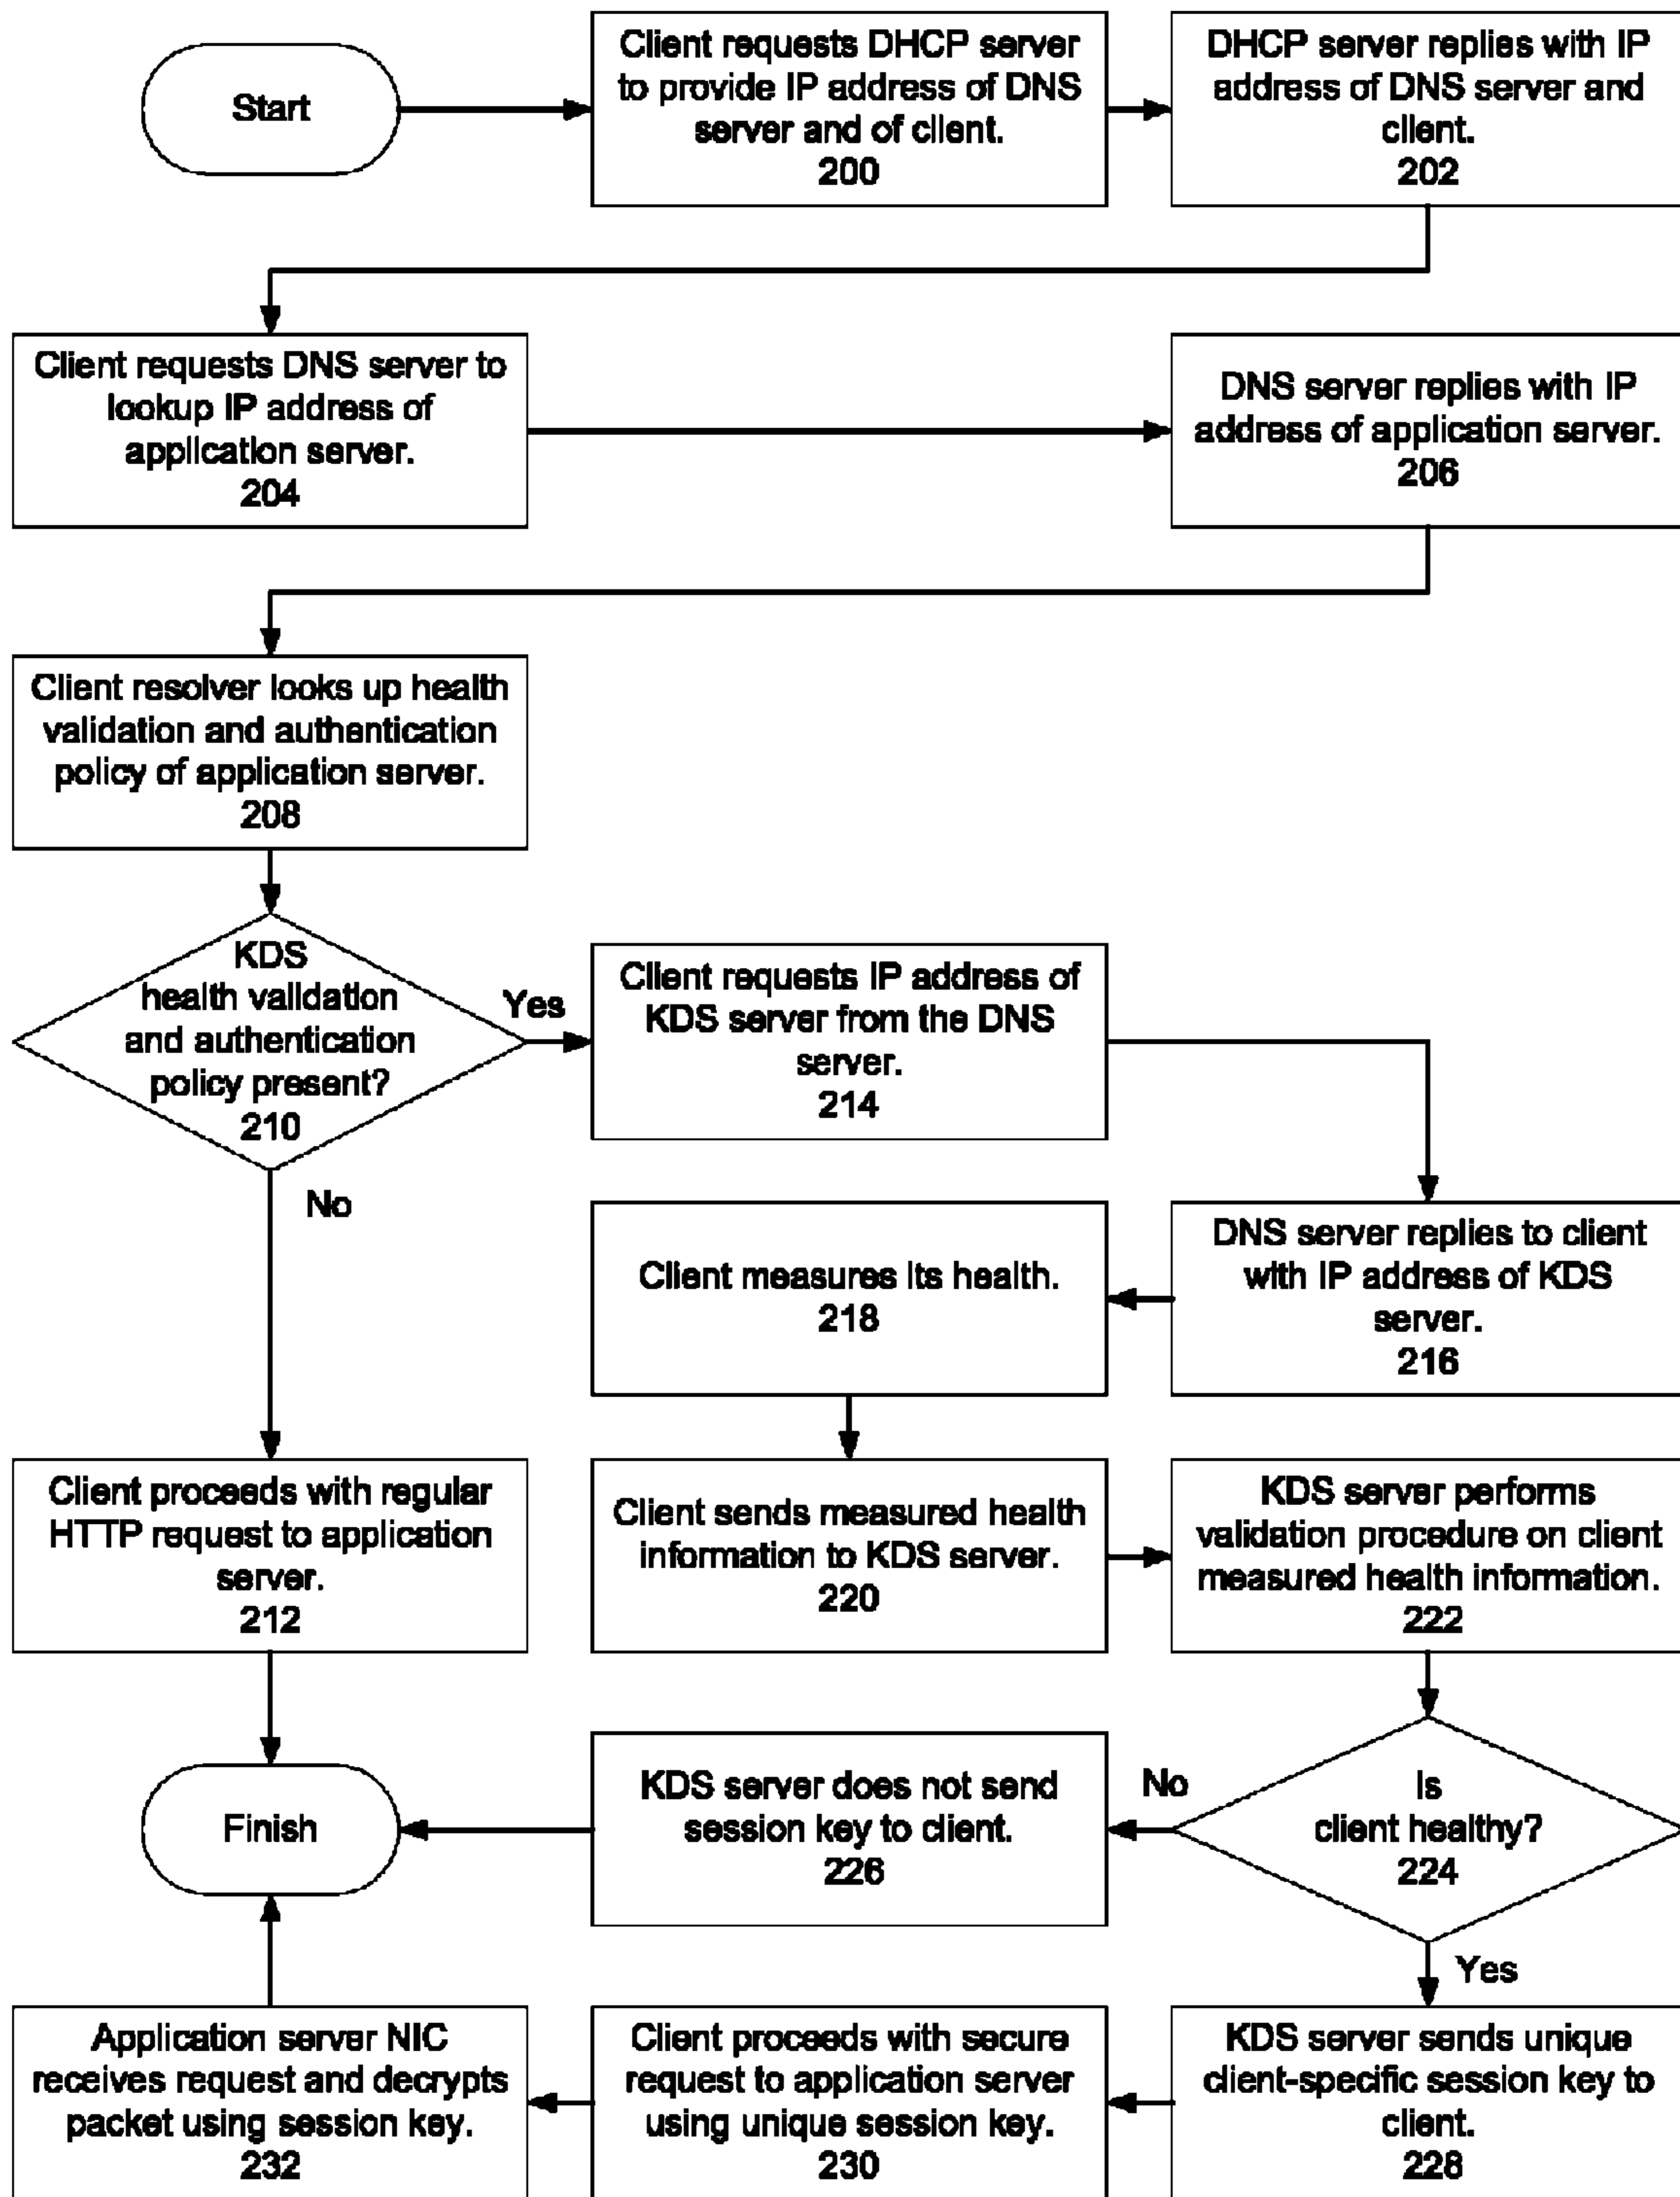 Start
Client requests DHCP server
to provide IP address of DNS
server and of client.
200
DHCP server replies with IP
address of DNS server and
client.
202
Client requests DNS server to
lookup IP address of
application server.
204
DNS server replies with IP
address of application server.
206
Client resolver looks up health
validation and authentication
policy of application server.
208
KDS
health validation
and authentication
policy present?
210
Yes
No
Client requests IP address of
KDS server from the DNS
server.
214
DNS server replies to client
with IP address of KDS
server.
216
Client measures its health.
218
Client proceeds with regular
HTTP request to application
server.
212
Client sends measured health
information to KDS server.
220
KDS server performs
validation procedure on client
measured health information.
222
Is
client healthy?
224
No
Yes
KDS server does not send
session key to client.
226
Finish
KDS server sends unique
client-specific session key to
client.
228
Client proceeds with secure
request to application server
using unique session key.
230
Application server NIC
receives request and decrypts
packet using session key.
232